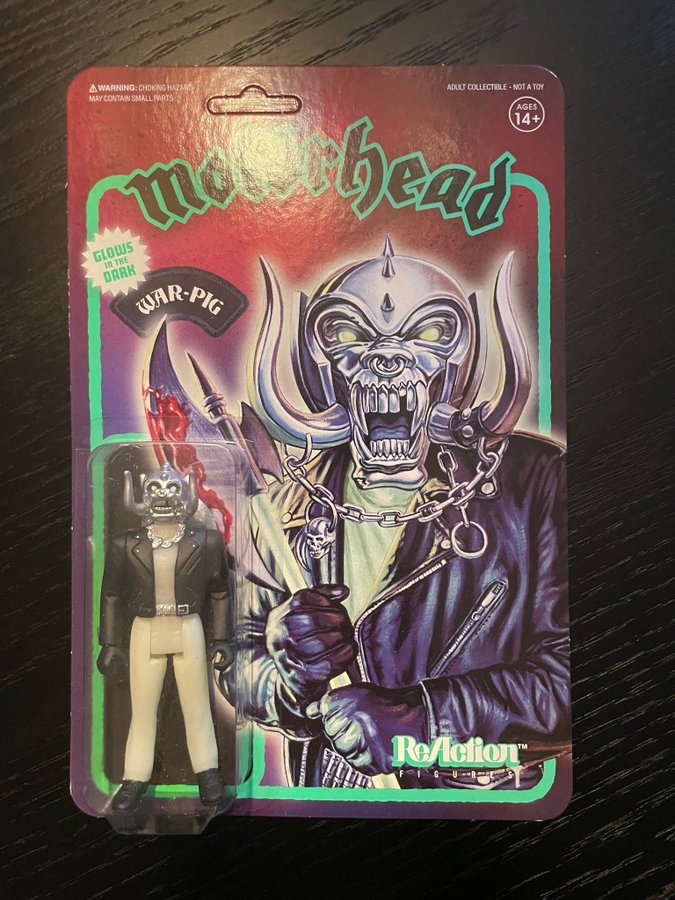 ⚠ WARNING: CHOKING HAZARD
MAY CONTAIN SMALL PARTS
ADULT COLLECTIBLE - NOT A TOY
AGES
14+
motörhead
GLOWS
IN THE
DARK
WAR-PIG
ReAction™
FIGURES